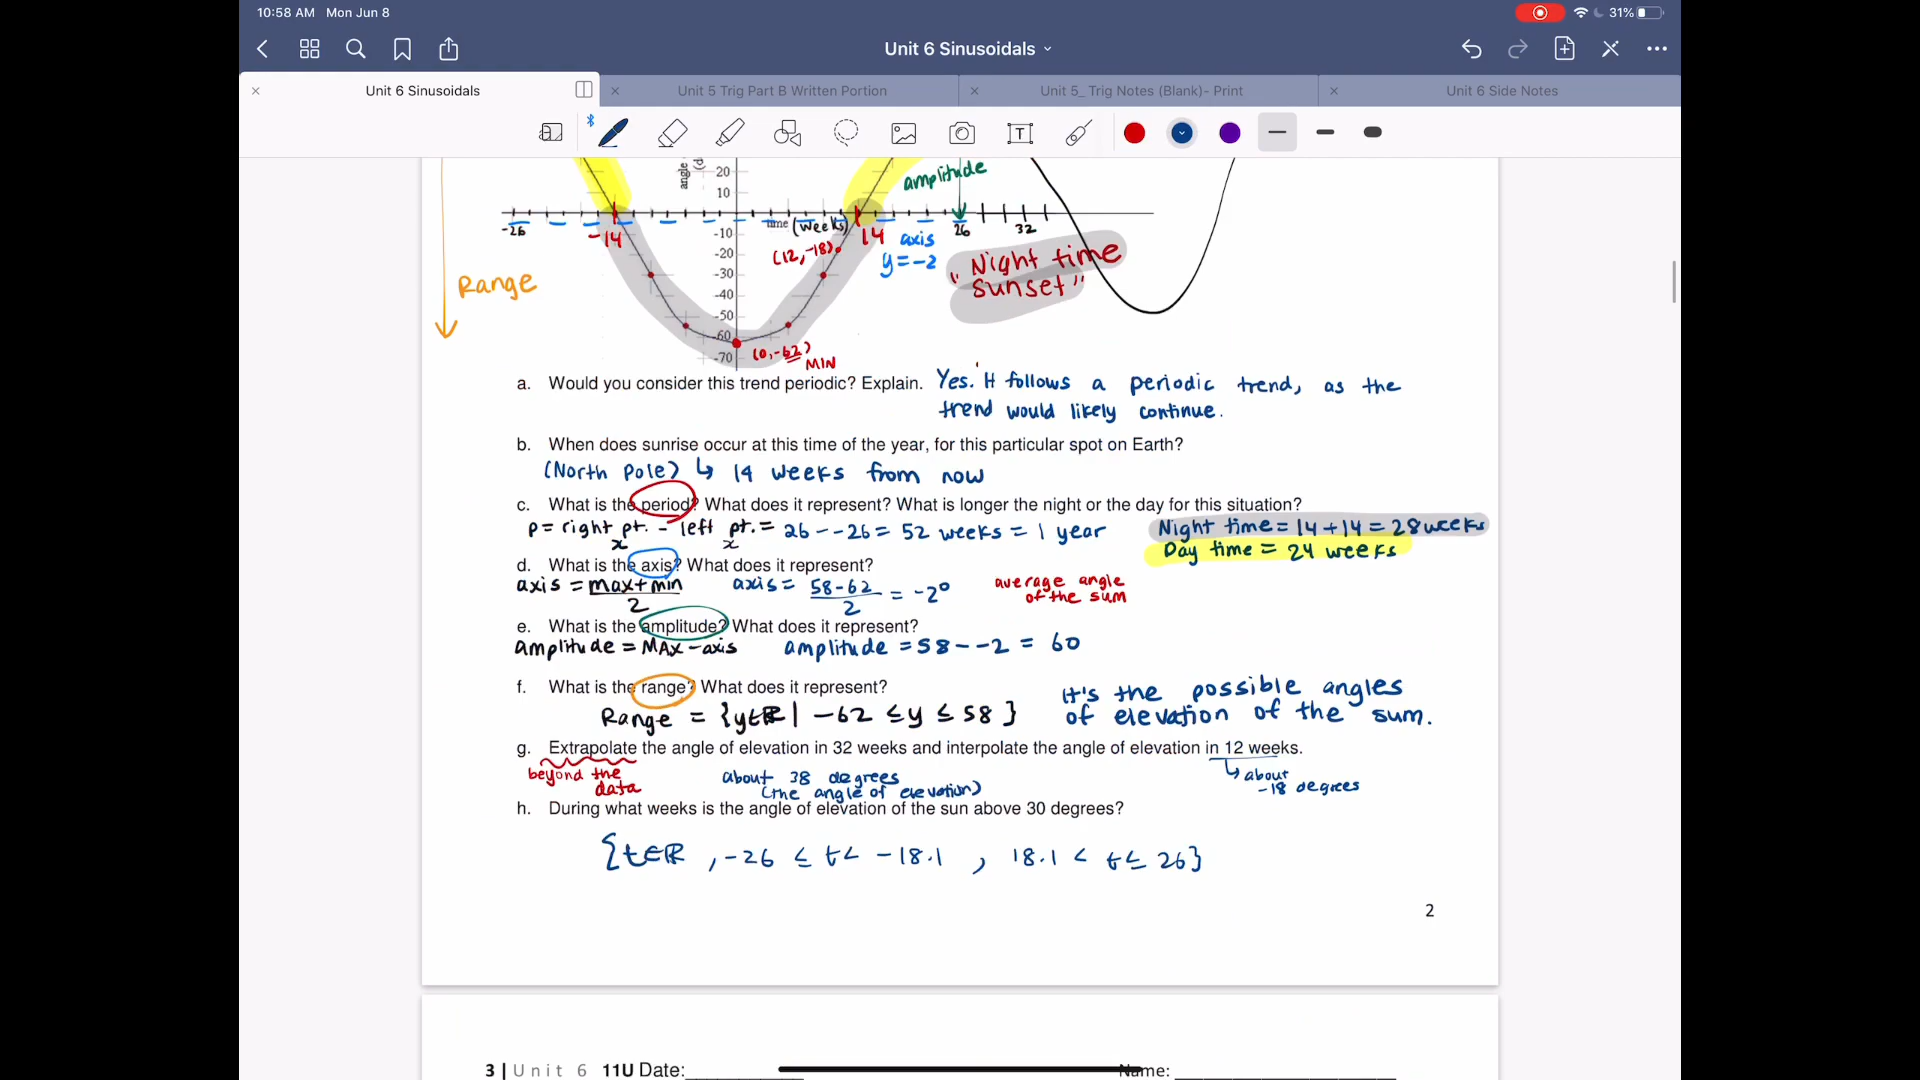 10:58 AM Mon Jun 8
31%
Unit 6 Sinusoidals
Unit 6 Sinusoidals
Unit 5 Trig Part B Written Portion
Unit 5_ Trig Notes (Blank)- Print
Unit 6 Side Notes
T
angle
20
10
amplitude
-26
-14
time (weeks)
14
26
32
-10
-20
-30
-40
-50
-60
-70
(12,-18)
axis
y=-2
"Night time
sunset"
Range
(0,-62)
MIN
a. Would you consider this trend periodic? Explain. Yes. It follows a periodic trend, as the
trend would likely continue.
b. When does sunrise occur at this time of the year, for this particular spot on Earth?
(North Pole) ↳ 14 weeks from now
c. What is the period? What does it represent? What is longer the night or the day for this situation?
p= right pt. - left pt. = 26 - -26 = 52 weeks = 1 year
x x
Night time = 14 + 14 = 28 weeks
Day time = 24 weeks
d. What is the axis? What does it represent?
axis = max+min
2
axis = 58-62
2
= -2°
average angle
of the sum
e. What is the amplitude? What does it represent?
amplitude = MAX - axis amplitude = 58 - -2 = 60
f. What is the range? What does it represent?
Range = {y∈ℝ | -62 ≤ y ≤ 58 }
It's the possible angles
of elevation of the sum.
g. Extrapolate the angle of elevation in 32 weeks and interpolate the angle of elevation in 12 weeks.
beyond the
data
about 38 degrees
(the angle of elevation)
↳ about
-18 degrees
h. During what weeks is the angle of elevation of the sun above 30 degrees?
{t∈ℝ , -26 ≤ t< -18.1 , 18.1 < t≤ 26}
2
3 | Unit 6 11U Date:__________ Name: ____________________